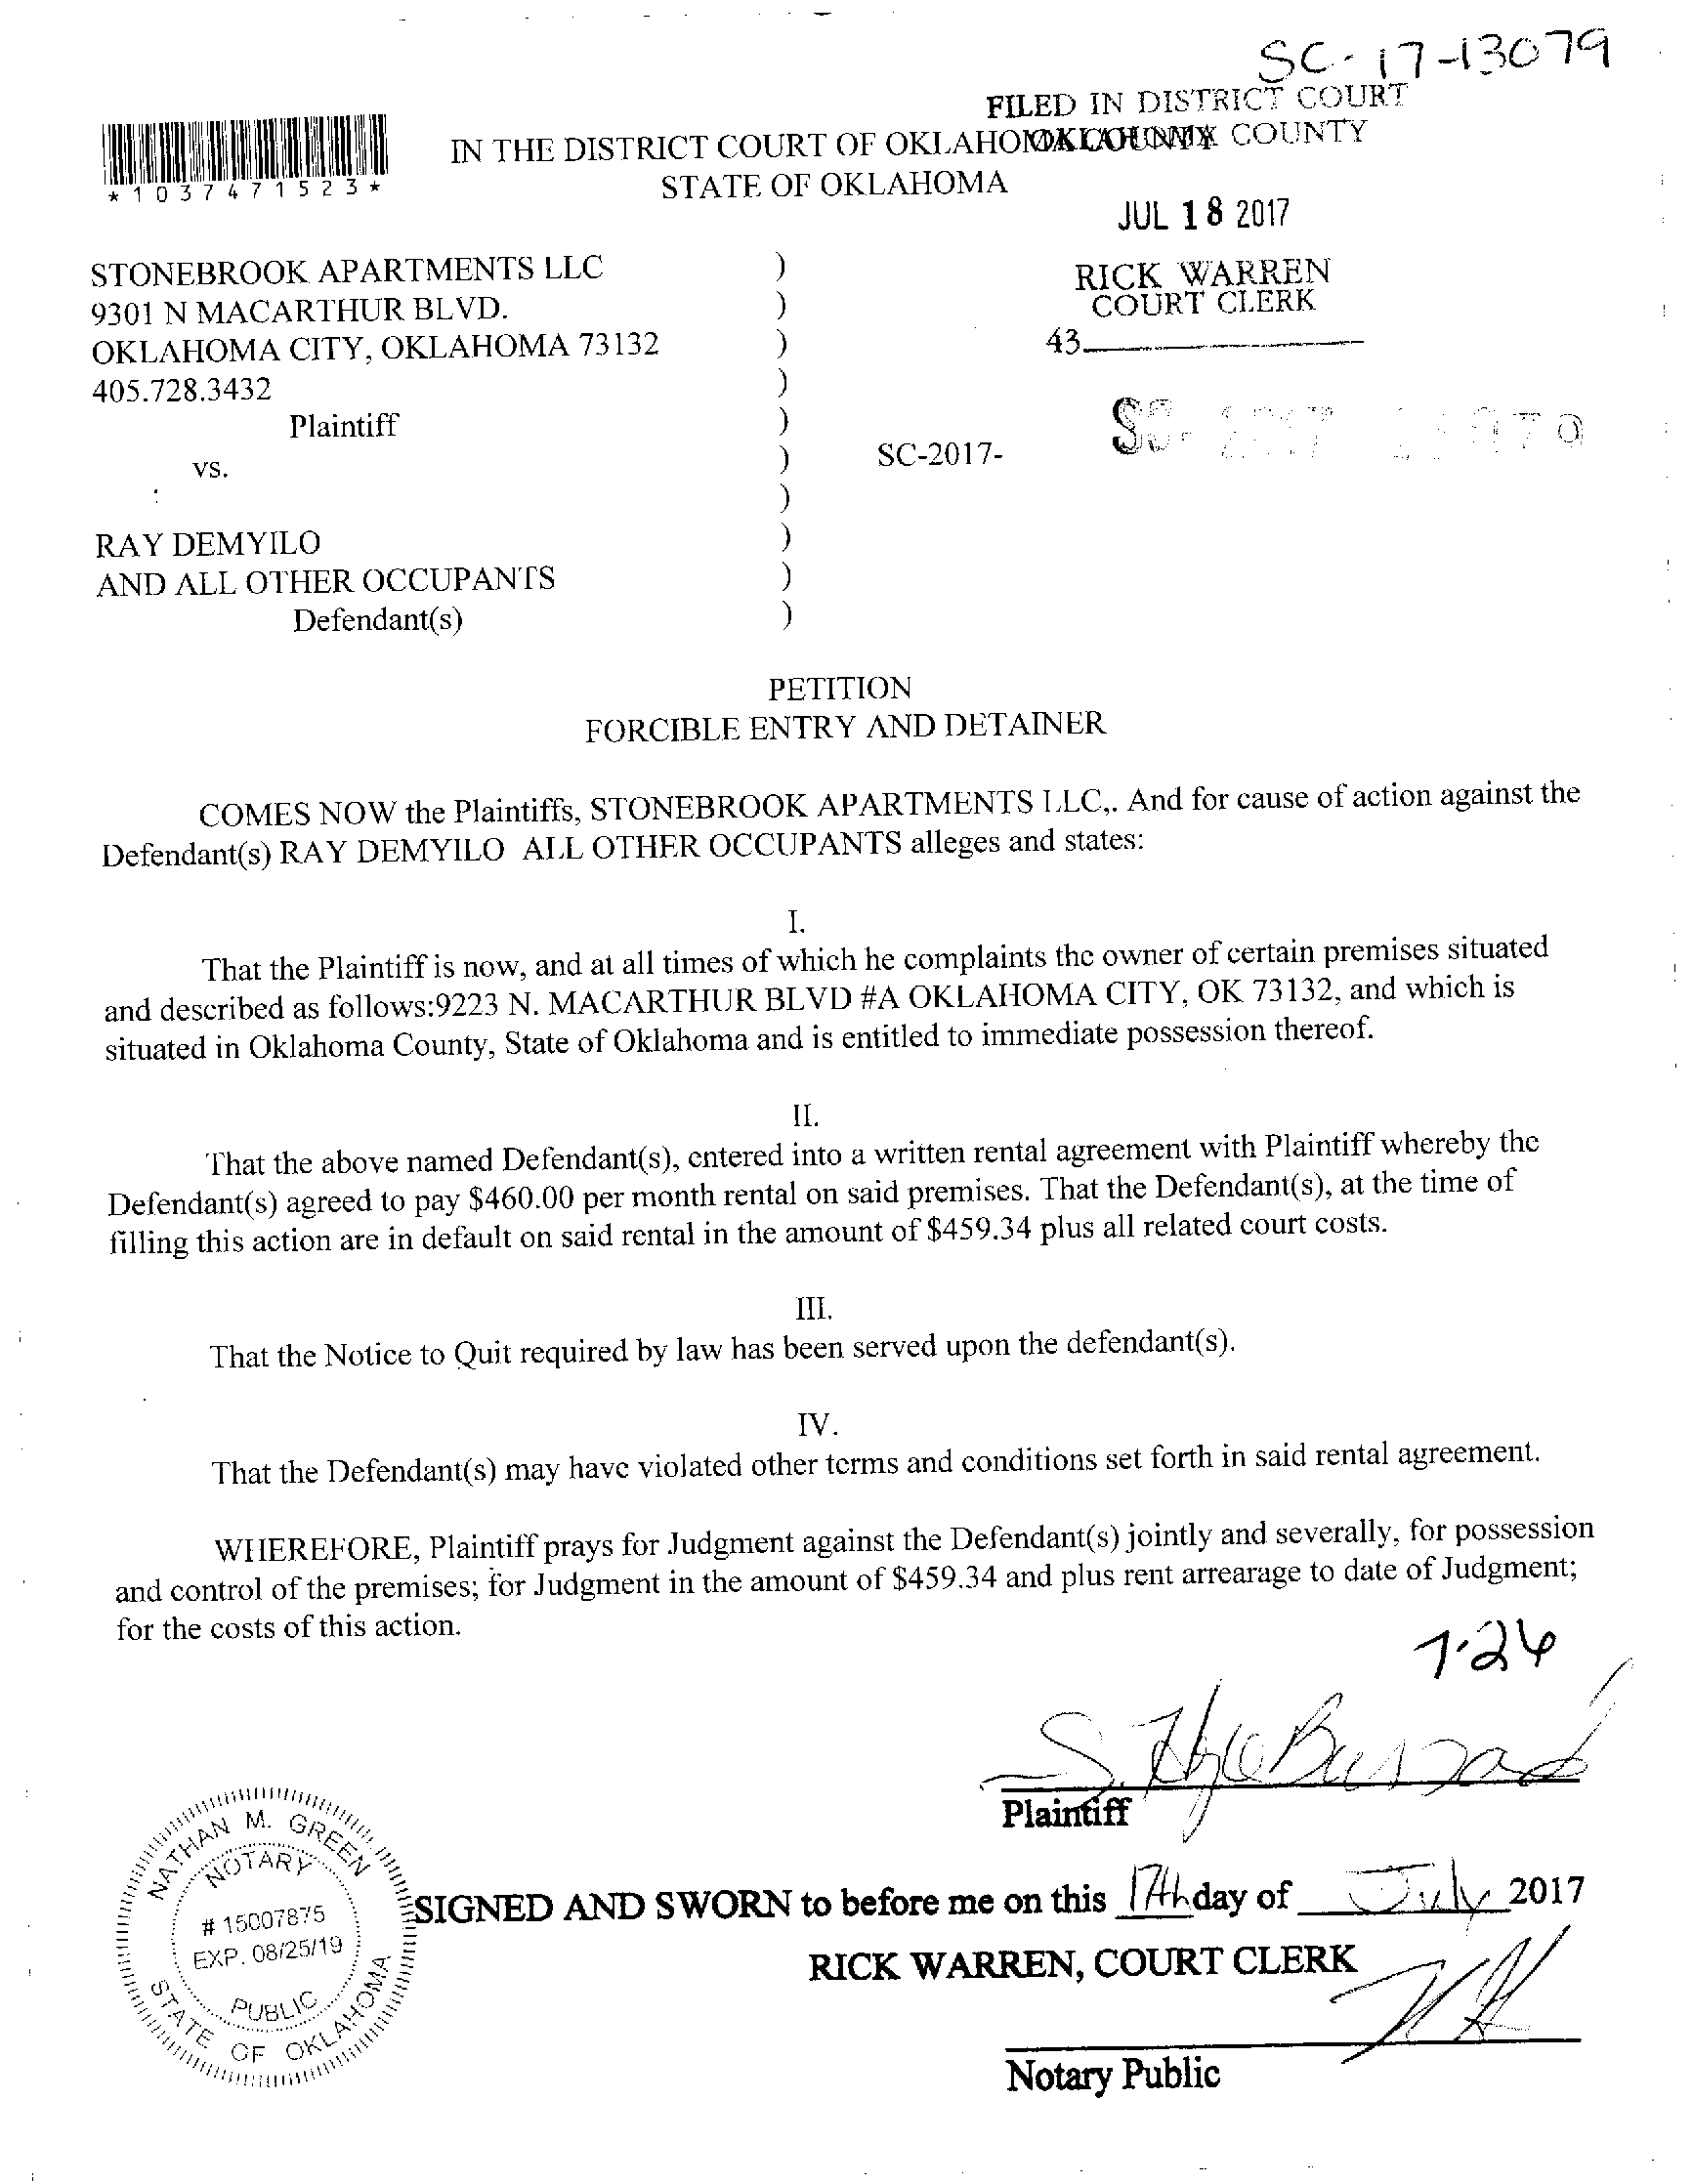 SC-17-13079
FILED IN DISTRICT COURT
OKLAHOMA COUNTY
IN THE DISTRICT COURT OF OKLAHOMA COUNTY
STATE OF OKLAHOMA
*1037471523*
JUL 18 2017
RICK WARREN
COURT CLERK
43
STONEBROOK APARTMENTS LLC )
9301 N MACARTHUR BLVD. )
OKLAHOMA CITY, OKLAHOMA 73132 )
405.728.3432 )
Plaintiff )
vs. ) SC-2017-
)
RAY DEMYILO )
AND ALL OTHER OCCUPANTS )
Defendant(s) )
PETITION
FORCIBLE ENTRY AND DETAINER
COMES NOW the Plaintiffs, STONEBROOK APARTMENTS LLC,. And for cause of action against the
Defendant(s) RAY DEMYILO ALL OTHER OCCUPANTS alleges and states:
I.
That the Plaintiff is now, and at all times of which he complaints the owner of certain premises situated
and described as follows:9223 N. MACARTHUR BLVD #A OKLAHOMA CITY, OK 73132, and which is
situated in Oklahoma County, State of Oklahoma and is entitled to immediate possession thereof.
II.
That the above named Defendant(s), entered into a written rental agreement with Plaintiff whereby the
Defendant(s) agreed to pay $460.00 per month rental on said premises. That the Defendant(s), at the time of
filling this action are in default on said rental in the amount of $459.34 plus all related court costs.
III.
That the Notice to Quit required by law has been served upon the defendant(s).
IV.
That the Defendant(s) may have violated other terms and conditions set forth in said rental agreement.
WHEREFORE, Plaintiff prays for Judgment against the Defendant(s) jointly and severally, for possession
and control of the premises; for Judgment in the amount of $459.34 and plus rent arrearage to date of Judgment;
for the costs of this action.
7-26
Plaintiff
NATHAN M. GREEN
NOTARY
# 15007875
EXP. 08/25/19
PUBLIC
STATE OF OKLAHOMA
SIGNED AND SWORN to before me on this 17th day of July 2017
RICK WARREN, COURT CLERK
Notary Public